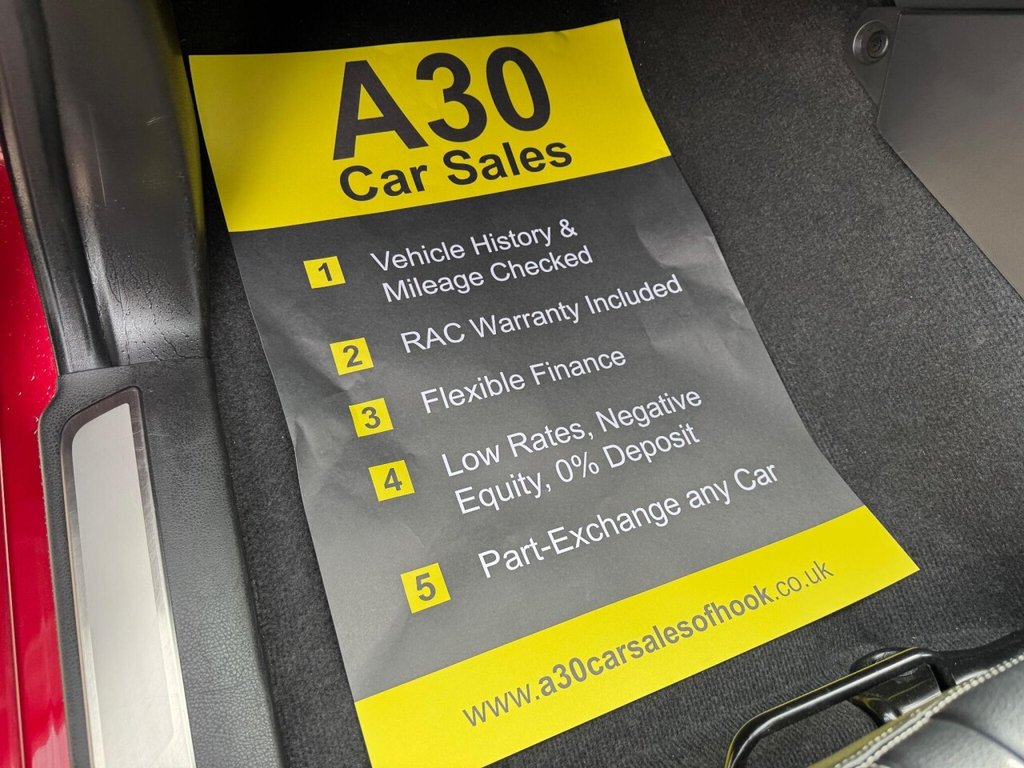 A30
Car Sales
1 Vehicle History &
Mileage Checked
2 RAC Warranty Included
3 Flexible Finance
4 Low Rates, Negative
Equity, 0% Deposit
5 Part-Exchange any Car
www.a30carsalesofhook.co.uk